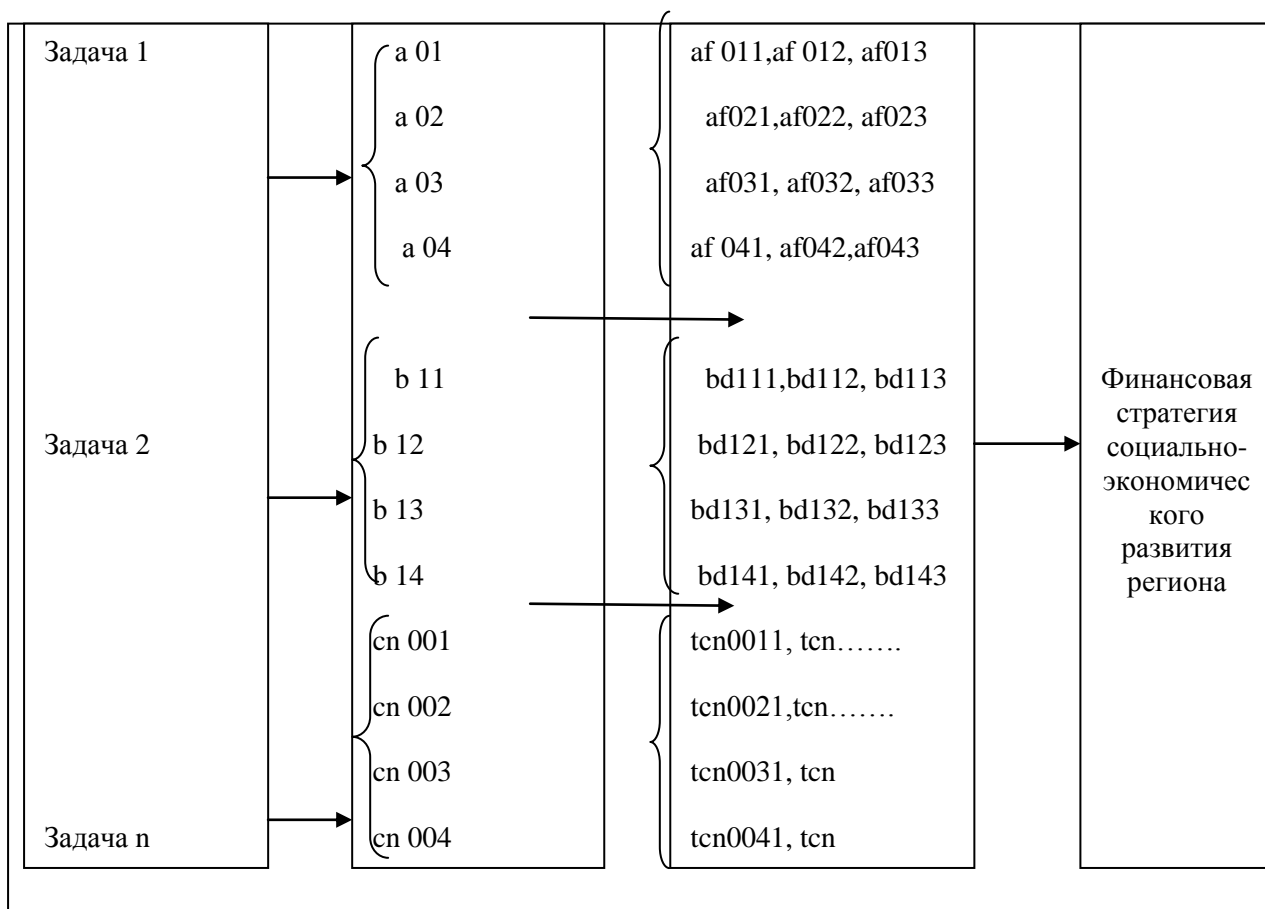 Задача 1
Задача 2
Задача n
a 01
a 02
a 03
a 04
b 11
b 12
b 13
b 14
cn 001
cn 002
cn 003
cn 004
af 011,af 012, af013
af021,af022, af023
af031, af032, af033
af 041, af042,af043
bd111,bd112, bd113
bd121, bd122, bd123
bd131, bd132, bd133
bd141, bd142, bd143
tcn0011, tcn…….
tcn0021,tcn…….
tcn0031, tcn
tcn0041, tcn
Финансовая
стратегия
социально-
экономичес
кого
развития
региона